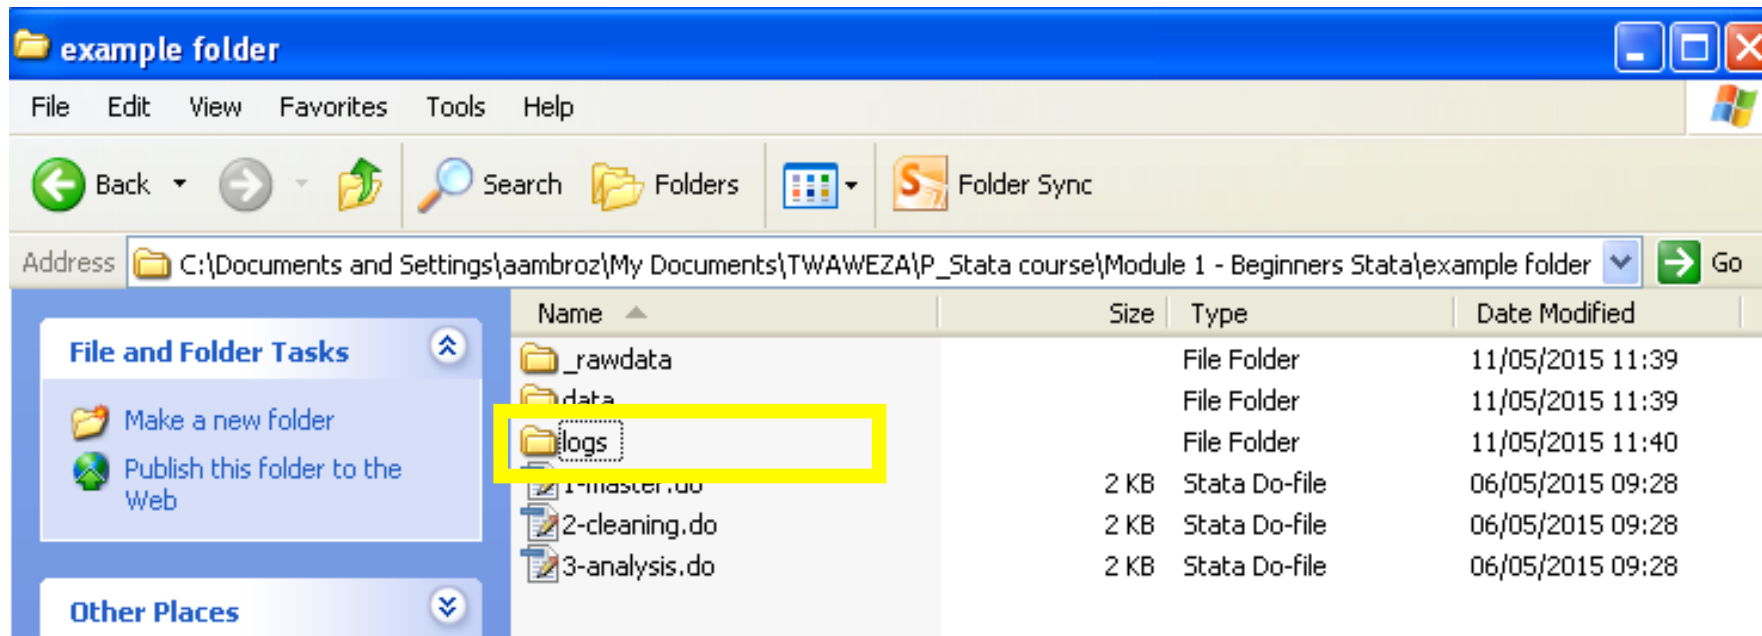 example folder
File Edit View Favorites Tools Help
Back Search Folders Folder Sync
Address C:\Documents and Settings\aambroz\My Documents\TWAWEZA\P_Stata course\Module 1 - Beginners Stata\example folder Go
Name Size Type Date Modified
File and Folder Tasks
Make a new folder
Publish this folder to the
Web
Other Places
_rawdata File Folder 11/05/2015 11:39
data File Folder 11/05/2015 11:39
logs File Folder 11/05/2015 11:40
1-master.do 2 KB Stata Do-file 06/05/2015 09:28
2-cleaning.do 2 KB Stata Do-file 06/05/2015 09:28
3-analysis.do 2 KB Stata Do-file 06/05/2015 09:28